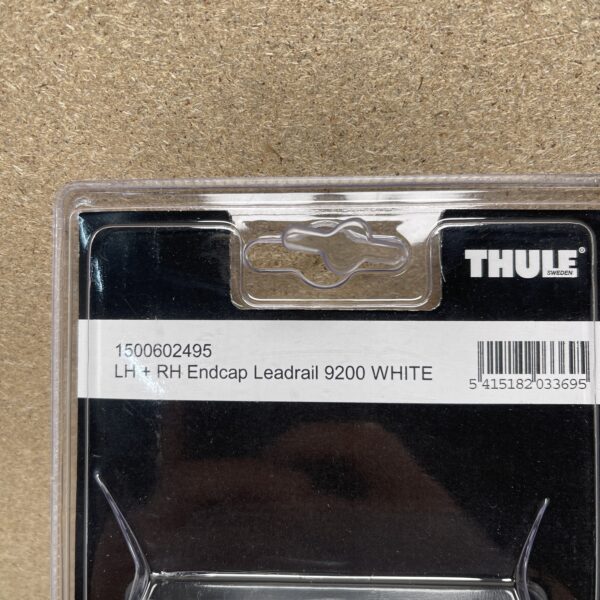 THULE
SWEDEN
1500602495
LH + RH Endcap Leadrail 9200 WHITE
5 415182 033695